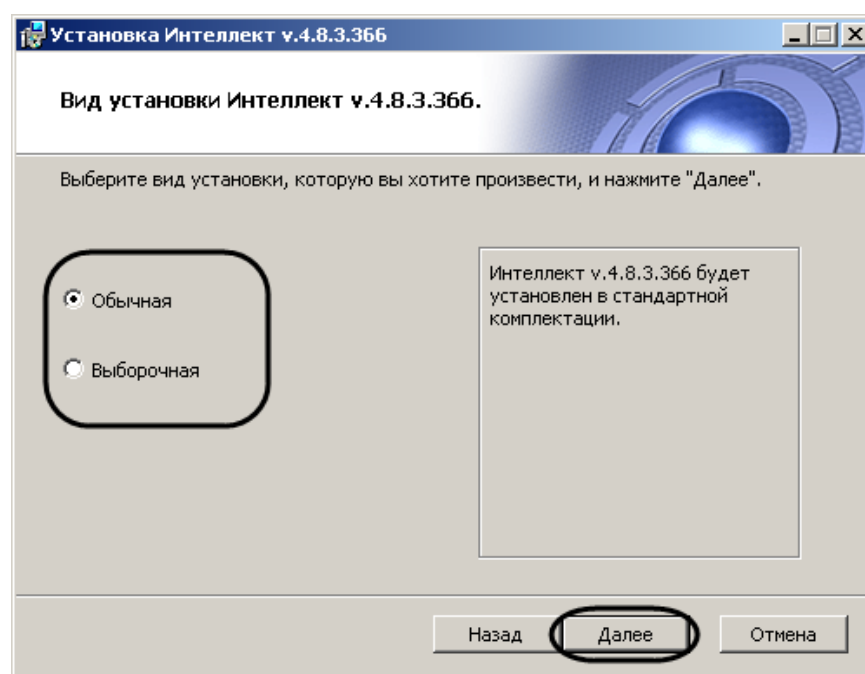 Установка Интеллект v.4.8.3.366
Вид установки Интеллект v.4.8.3.366.
Выберите вид установки, которую вы хотите произвести, и нажмите "Далее".
Обычная
Выборочная
Интеллект v.4.8.3.366 будет
установлен в стандартной
комплектации.
Назад
Далее
Отмена